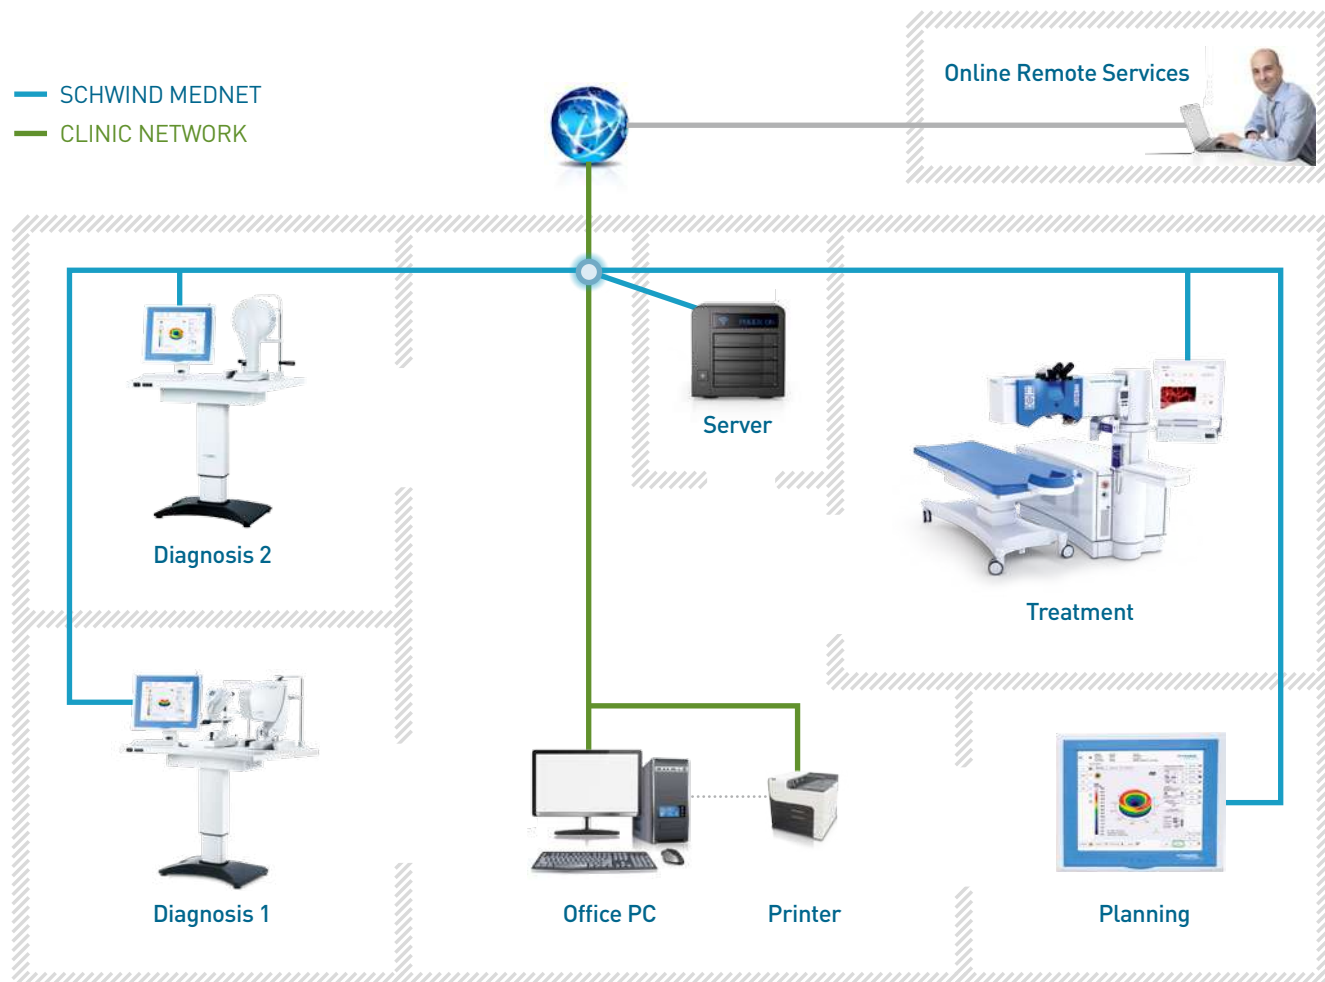 Online Remote Services
SCHWIND MEDNET
CLINIC NETWORK
Server
Diagnosis 2
Treatment
Diagnosis 1
Office PC
Printer
Planning